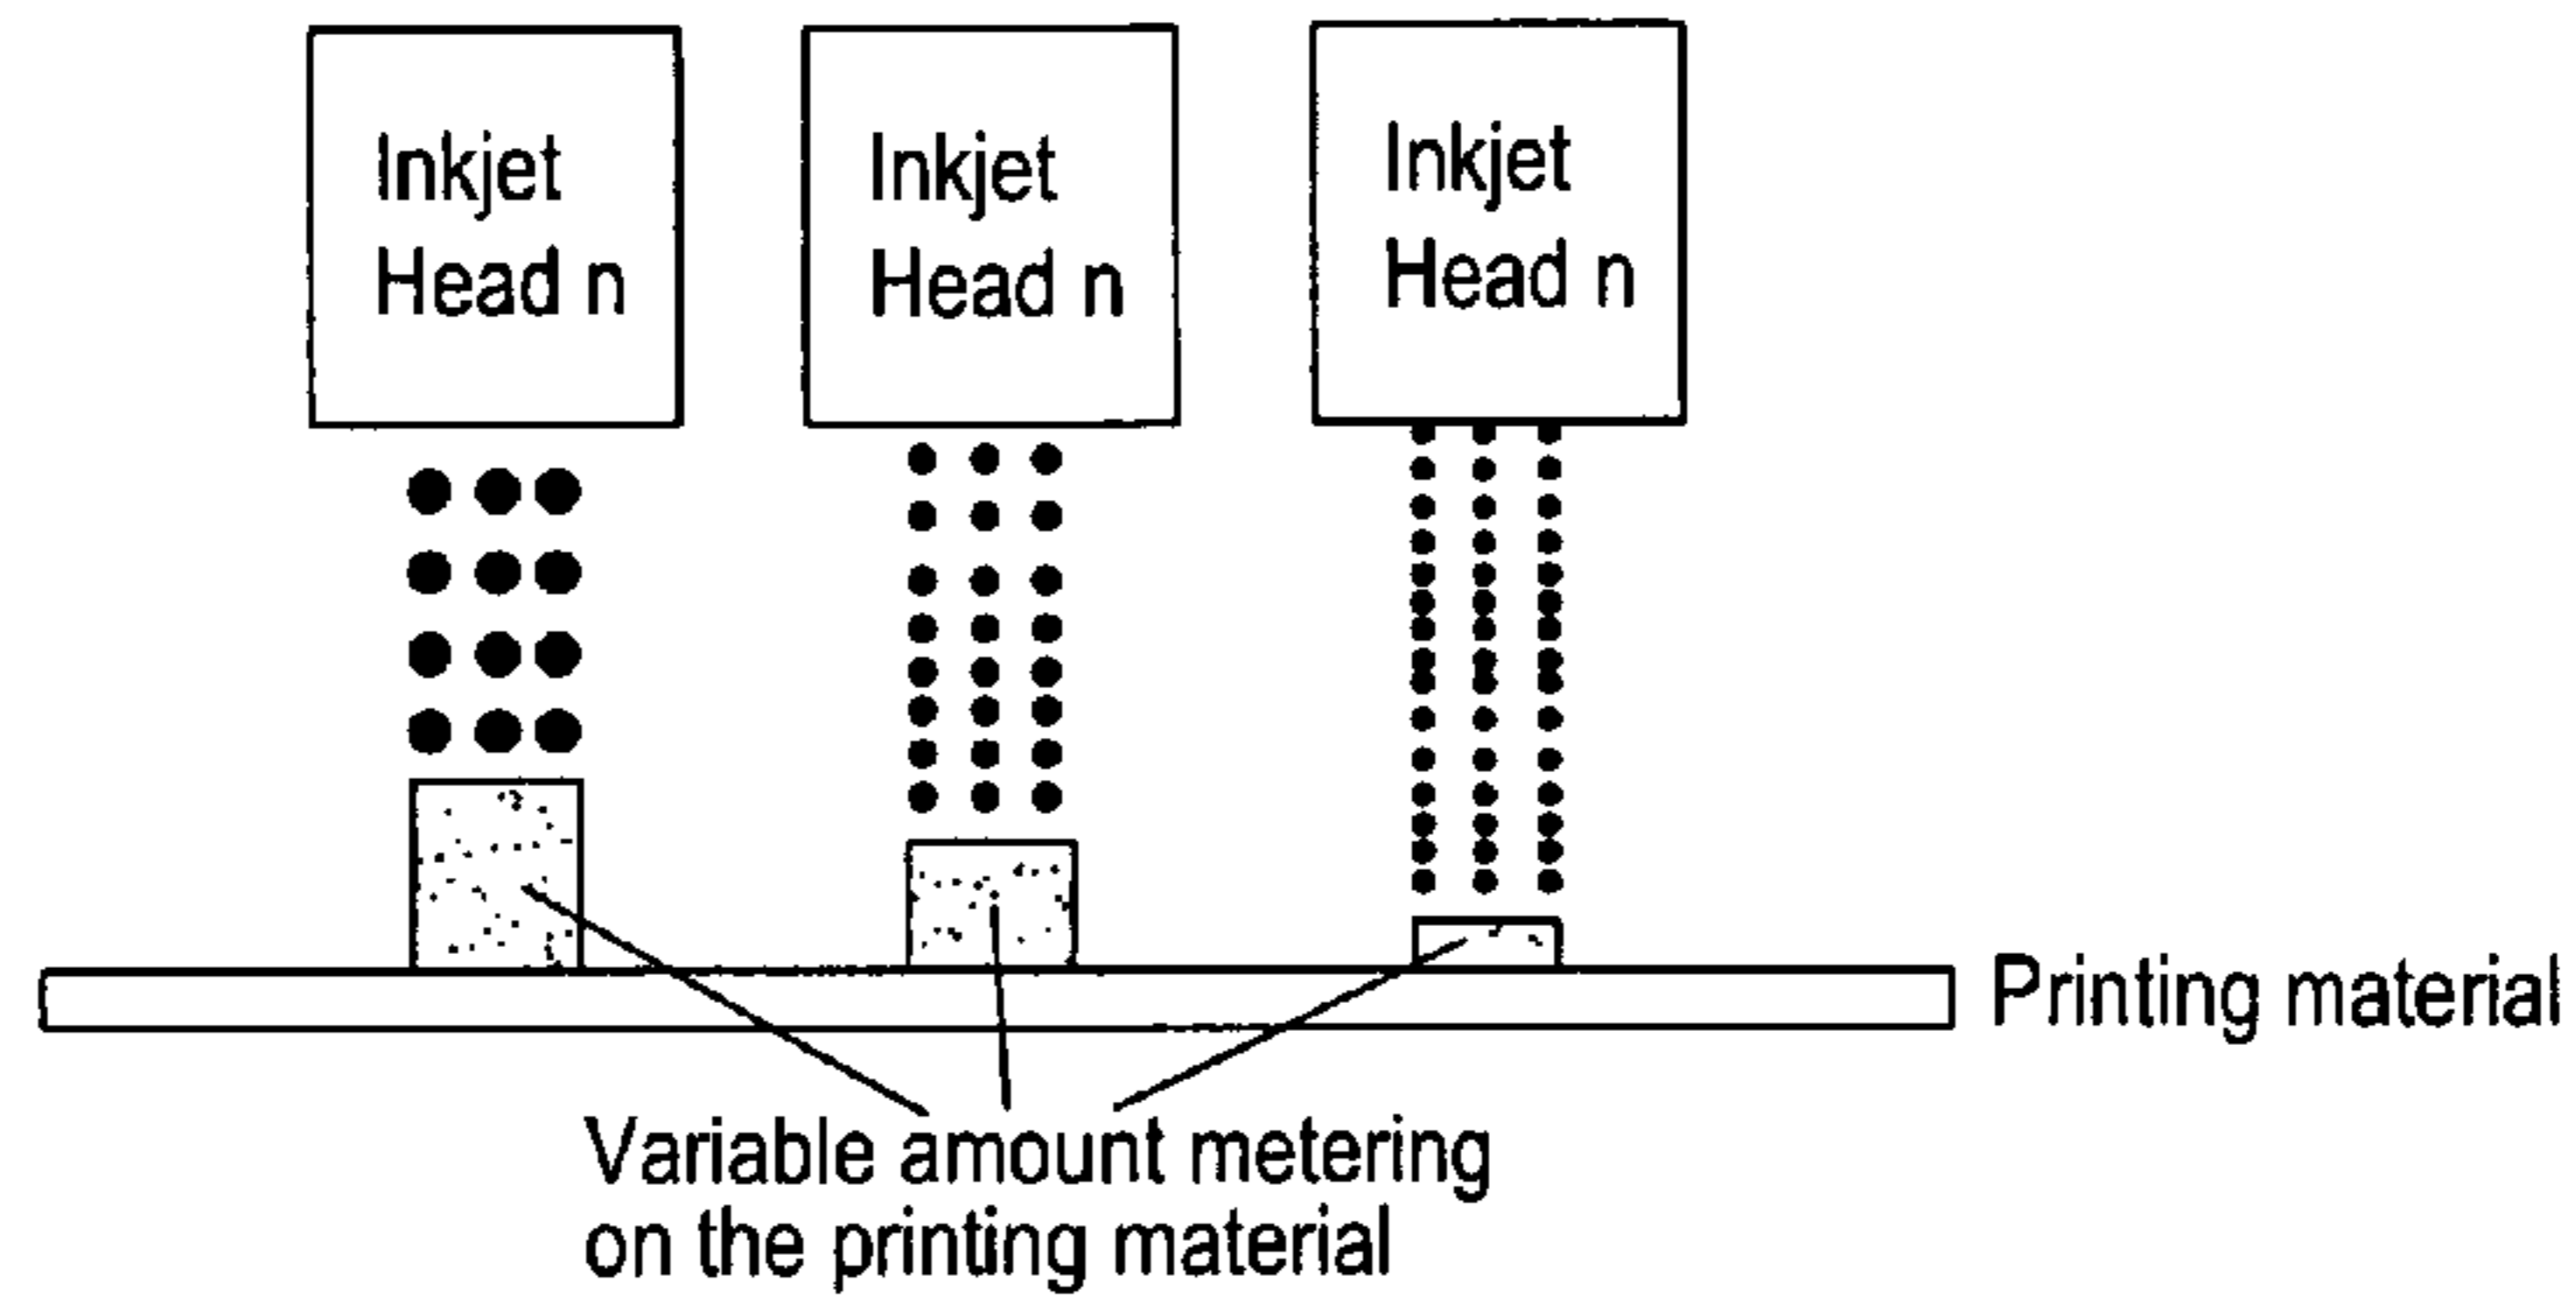 Inkjet
Head n
Inkjet
Head n
Inkjet
Head n
Printing material
Variable amount metering
on the printing material